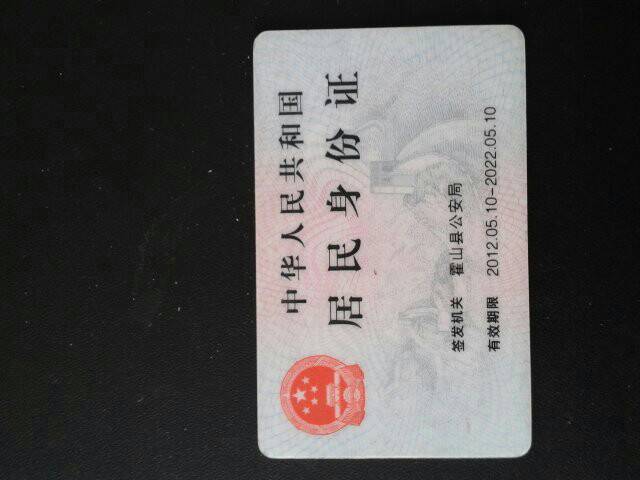 中华人民共和国
居民身份证
签发机关 霍山县公安局
有效期限 2012.05.10-2022.05.10